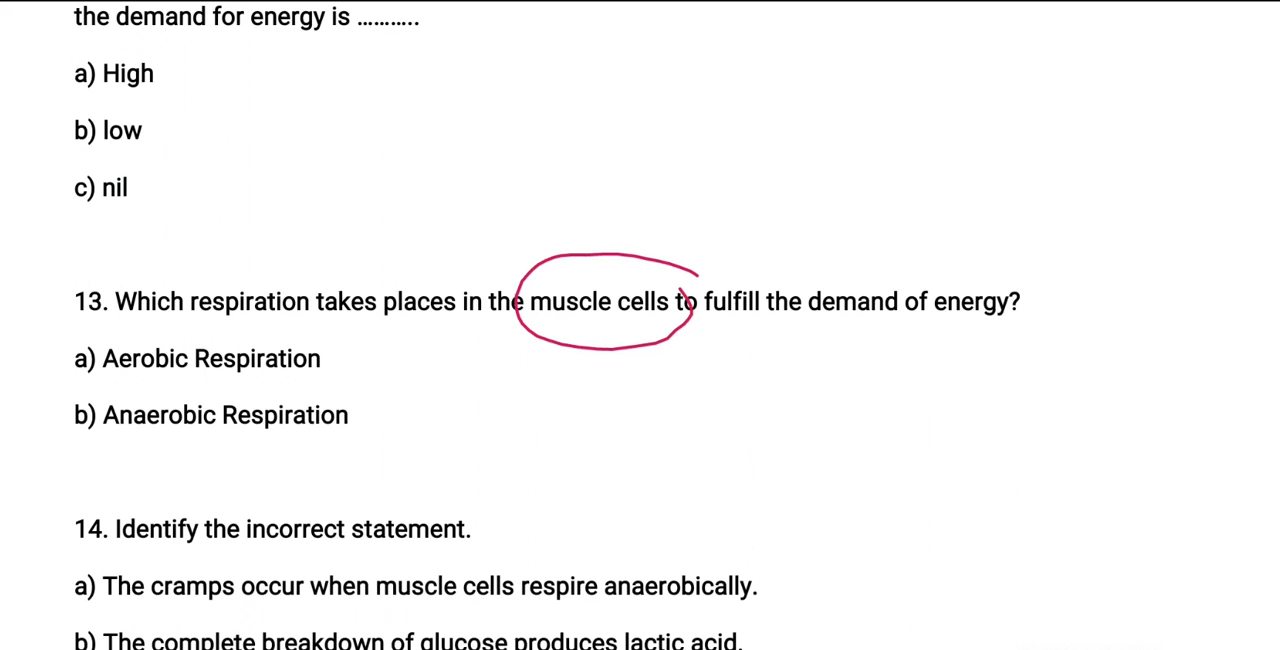 the demand for energy is ...........
a) High
b) low
c) nil
13. Which respiration takes places in the muscle cells to fulfill the demand of energy?
a) Aerobic Respiration
b) Anaerobic Respiration
14. Identify the incorrect statement.
a) The cramps occur when muscle cells respire anaerobically.
b) The complete breakdown of glucose produces lactic acid.